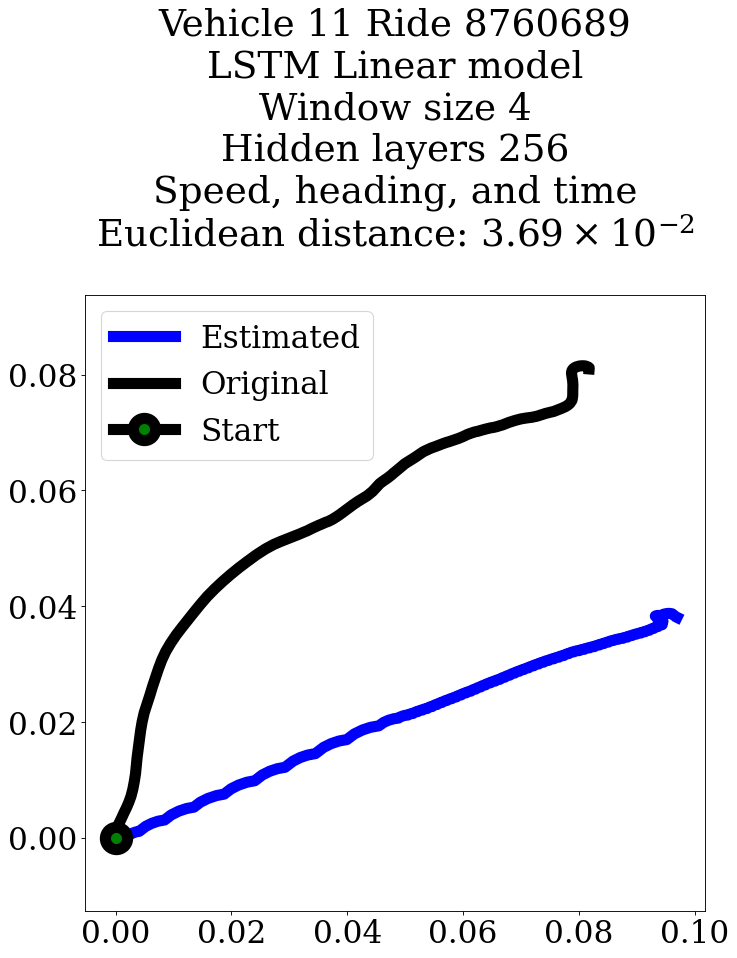 Vehicle 11 Ride 8760689
LSTM Linear model
Window size 4
Hidden layers 256
Speed, heading, and time
Euclidean distance: 3.69 × 10⁻²
Estimated
Original
Start
0.08
0.06
0.04
0.02
0.00
0.00 0.02 0.04 0.06 0.08 0.10